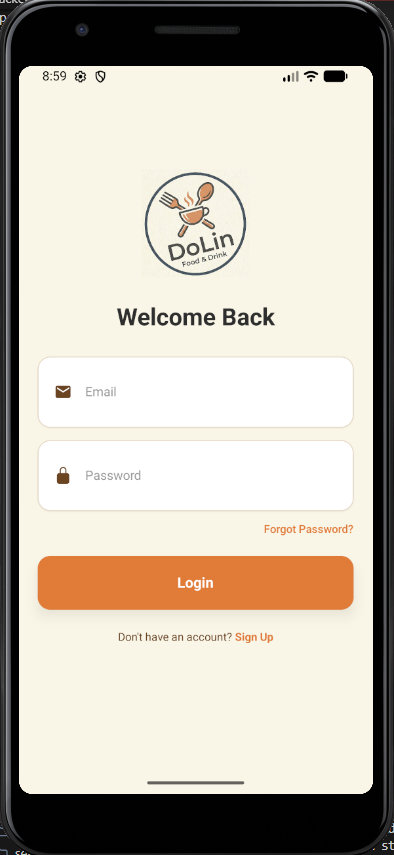 8:59
DoLin
Food & Drink
Welcome Back
Email
Password
Forgot Password?
Login
Don't have an account? Sign Up